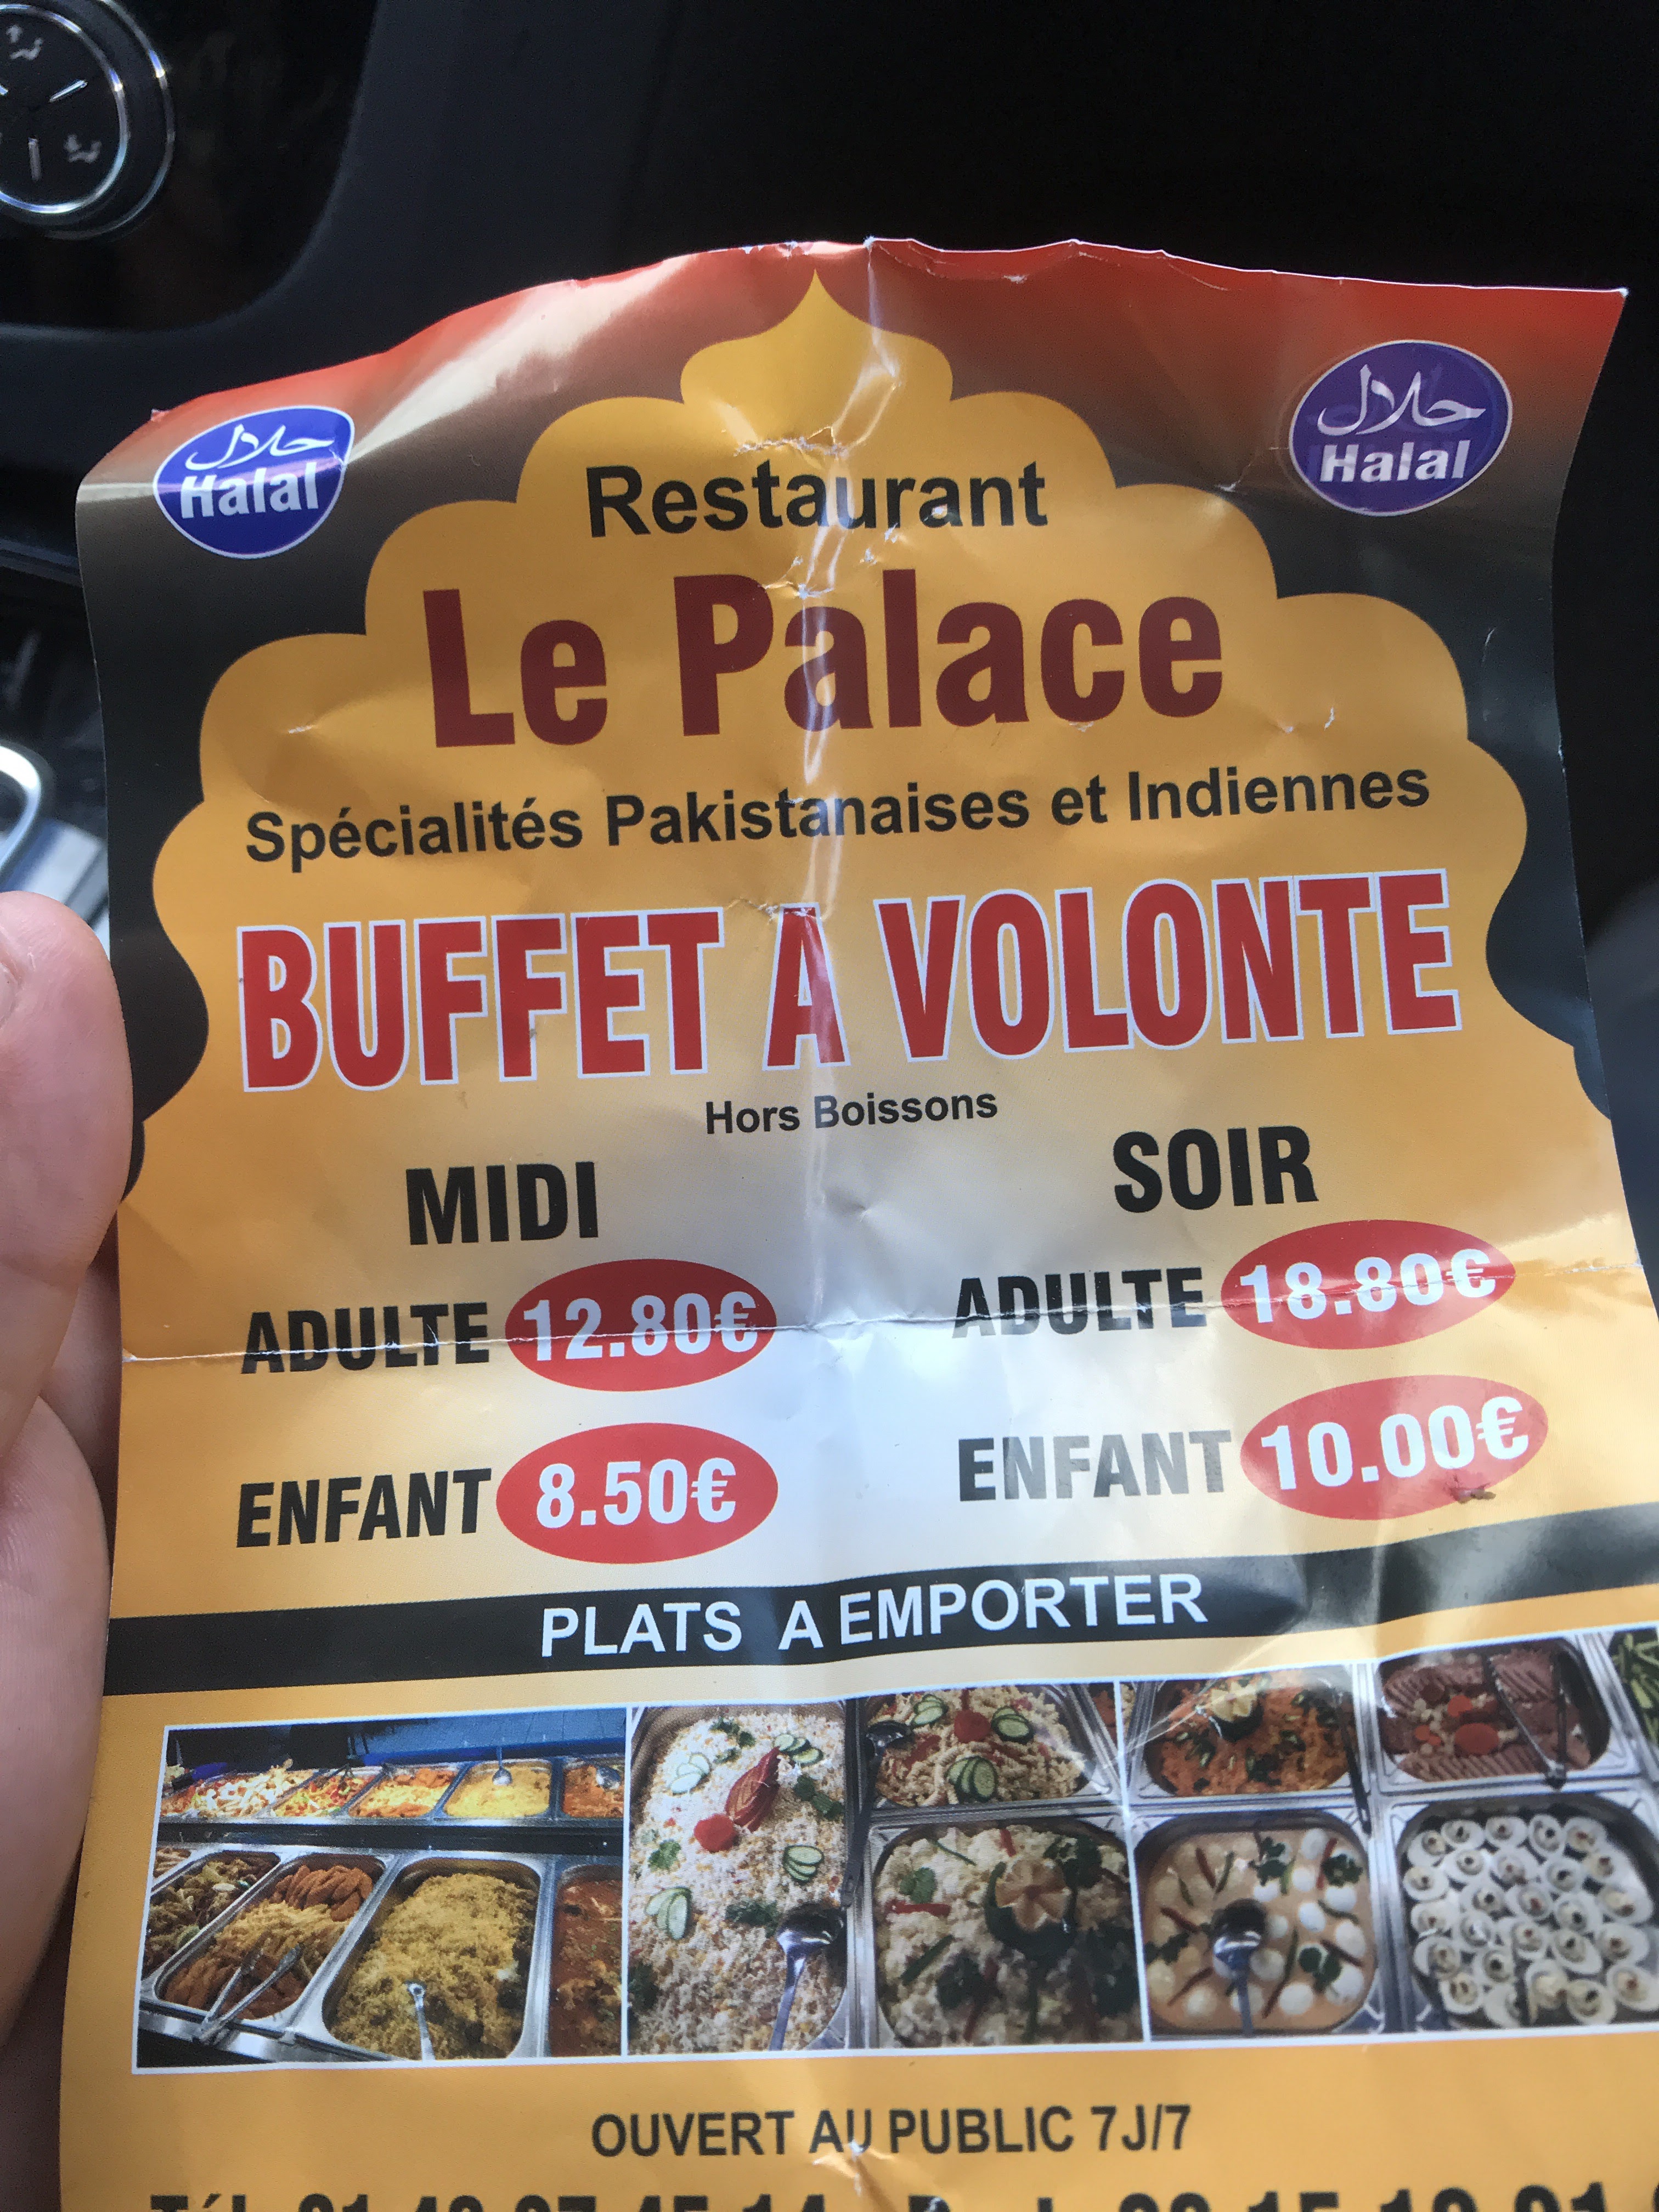 حلال
Halal
حلال
Halal
Restaurant
Le Palace
Spécialités Pakistanaises et Indiennes
BUFFET A VOLONTE
Hors Boissons
MIDI
SOIR
ADULTE 12.80€
ADULTE 18.80€
ENFANT 8.50€
ENFANT 10.00€
PLATS A EMPORTER
OUVERT AU PUBLIC 7J/7